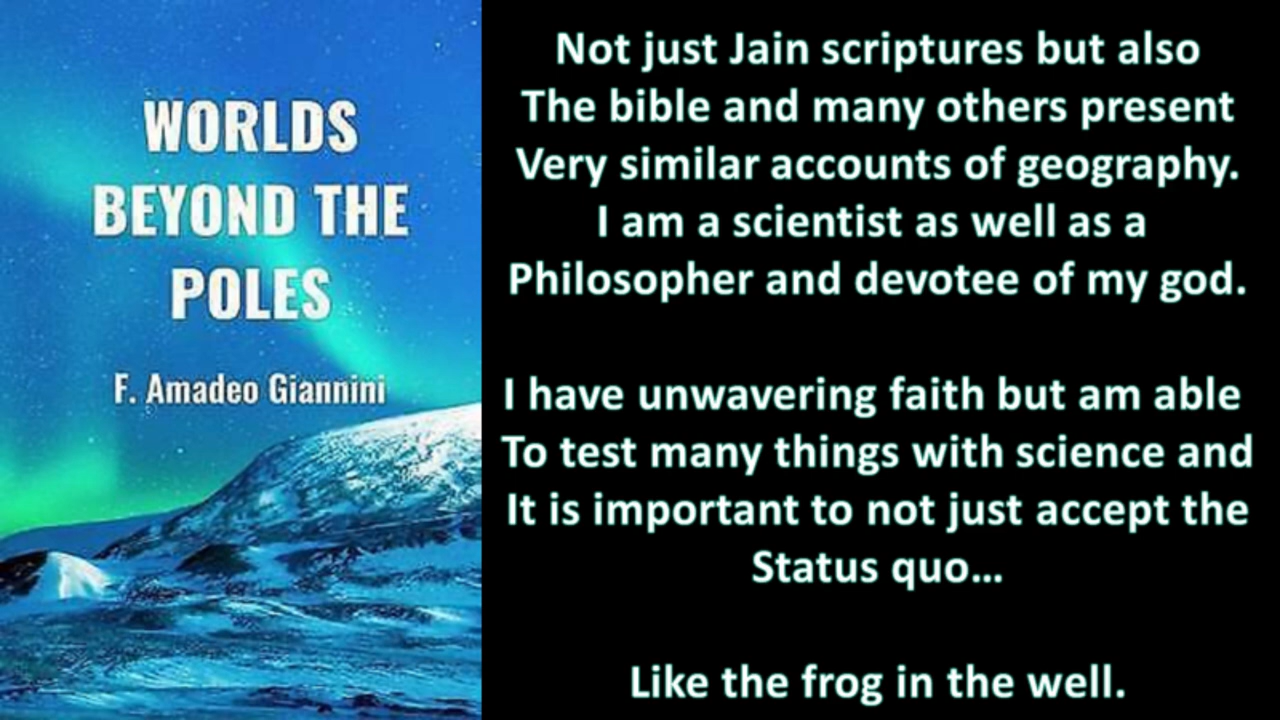 WORLDS
BEYOND THE
POLES
F. Amadeo Giannini
Not just Jain scriptures but also
The bible and many others present
Very similar accounts of geography.
I am a scientist as well as a
Philosopher and devotee of my god.
I have unwavering faith but am able
To test many things with science and
It is important to not just accept the
Status quo...
Like the frog in the well.